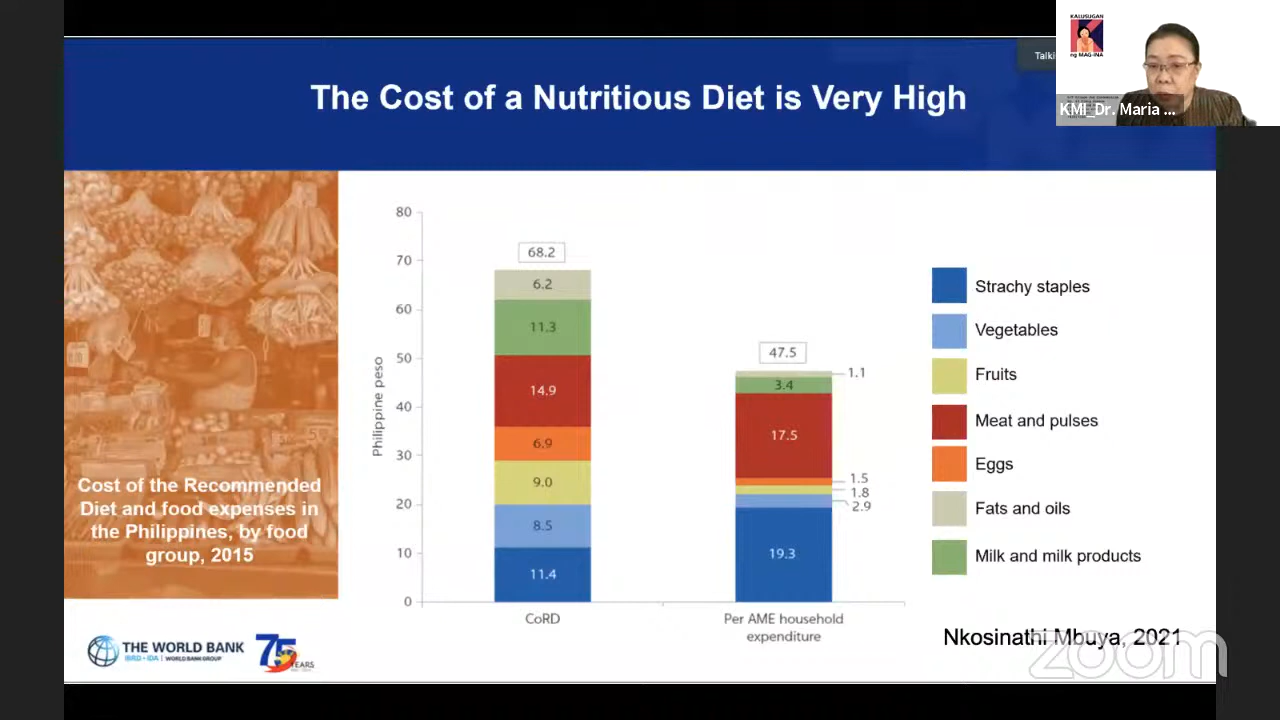 KALUSUGAN
ng MAG-INA
Talki
KMI_Dr. Maria ...
The Cost of a Nutritious Diet is Very High
Cost of the Recommended
Diet and food expenses in
the Philippines, by food
group, 2015
Philippine peso
80
70
60
50
40
30
20
10
0
68.2
6.2
11.3
14.9
6.9
9.0
8.5
11.4
CoRD
47.5
1.1
3.4
17.5
1.5
1.8
2.9
19.3
Per AME household
expenditure
Strachy staples
Vegetables
Fruits
Meat and pulses
Eggs
Fats and oils
Milk and milk products
THE WORLD BANK
IBRD • IDA | WORLD BANK GROUP
75
YEARS
Nkosinathi Mbuya, 2021
zoom